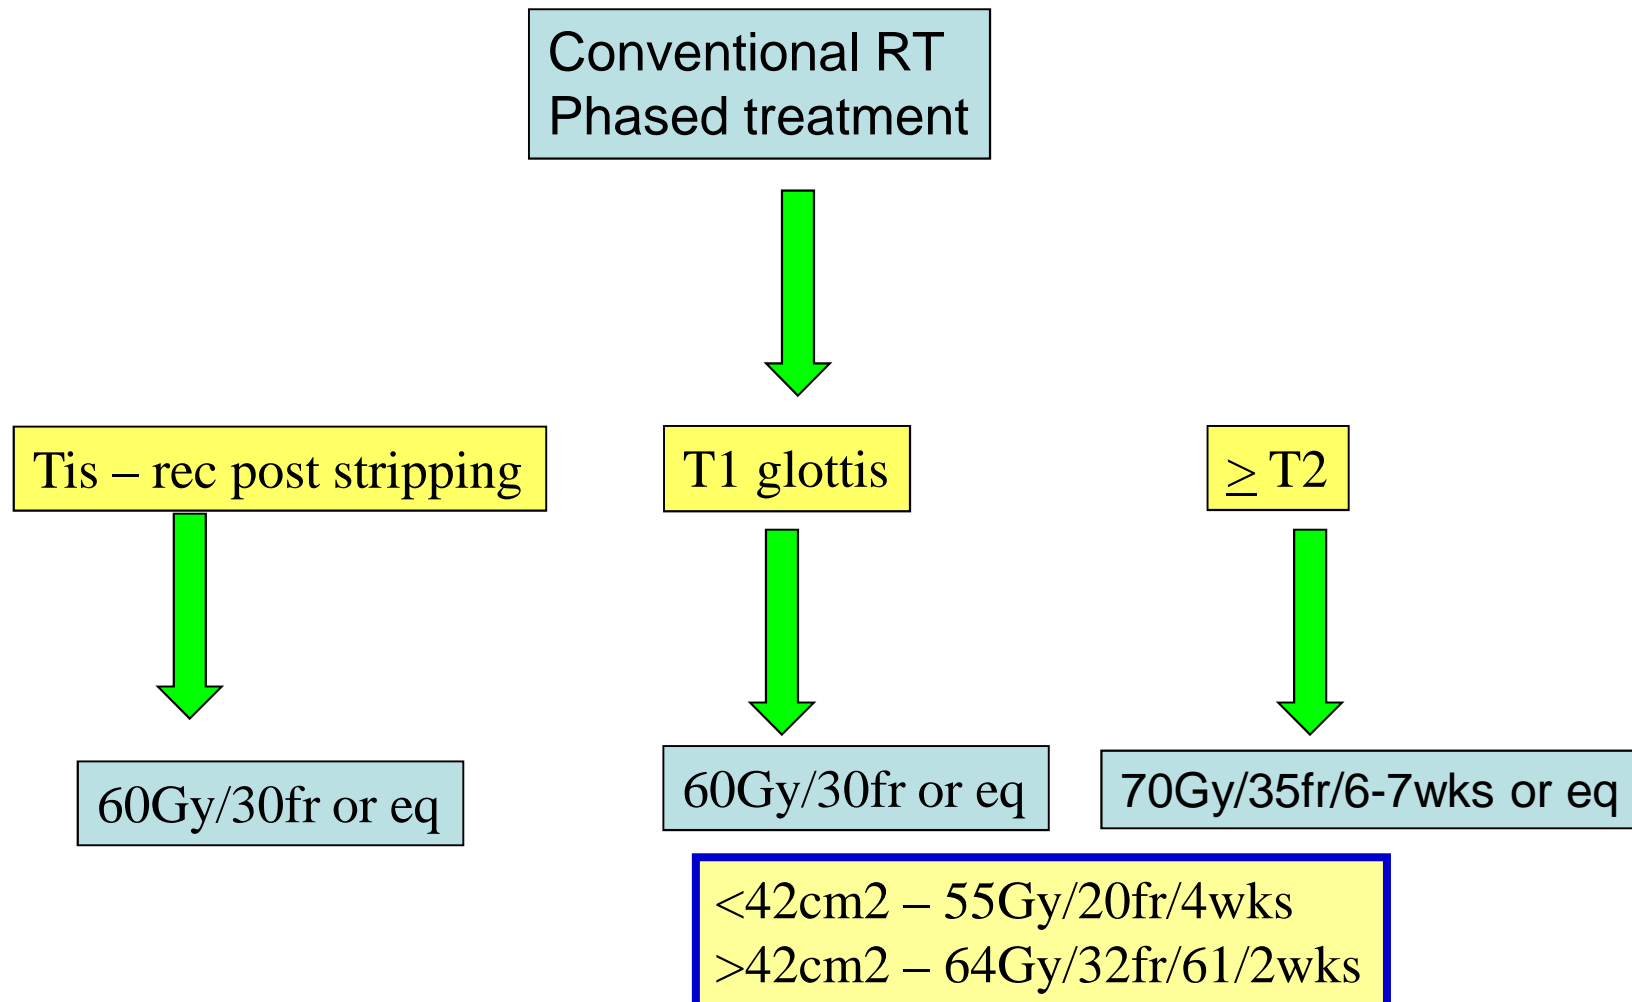 Conventional RT
Phased treatment
Tis – rec post stripping
T1 glottis
≥ T2
60Gy/30fr or eq
60Gy/30fr or eq
70Gy/35fr/6-7wks or eq
<42cm2 – 55Gy/20fr/4wks
>42cm2 – 64Gy/32fr/61/2wks